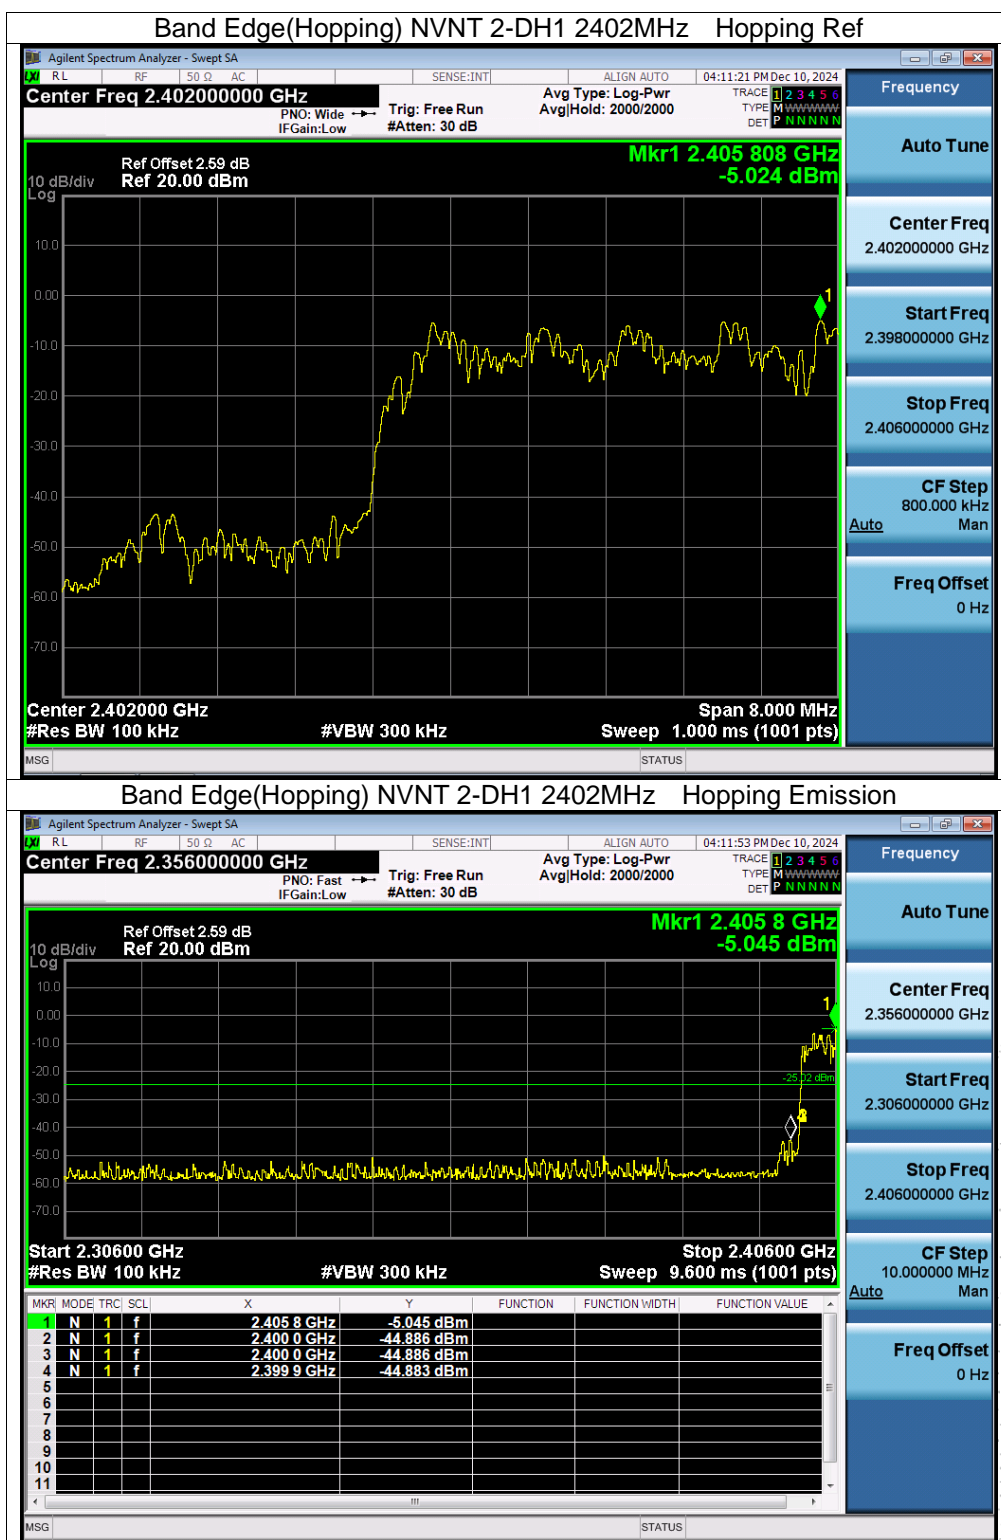 Band Edge(Hopping) NVNT 2-DH1 2402MHz Hopping Ref
Agilent Spectrum Analyzer - Swept SA
LXI RL RF 50 Ω AC SENSE:INT ALIGN AUTO 04:11:21 PM Dec 10, 2024
Center Freq 2.402000000 GHz
PNO: Wide
IFGain:Low
Trig: Free Run
#Atten: 30 dB
Avg Type: Log-Pwr
Avg|Hold: 2000/2000
TRACE 1 2 3 4 5 6
TYPE M WWWWW
DET P N N N N N
Frequency
Auto Tune
Center Freq
2.402000000 GHz
Start Freq
2.398000000 GHz
Stop Freq
2.406000000 GHz
CF Step
800.000 kHz
Auto Man
Freq Offset
0 Hz
Mkr1 2.405 808 GHz
-5.024 dBm
Ref Offset 2.59 dB
10 dB/div Ref 20.00 dBm
Log
10.0
0.00
-10.0
-20.0
-30.0
-40.0
-50.0
-60.0
-70.0
1
Center 2.402000 GHz Span 8.000 MHz
#Res BW 100 kHz #VBW 300 kHz Sweep 1.000 ms (1001 pts)
MSG STATUS
Band Edge(Hopping) NVNT 2-DH1 2402MHz Hopping Emission
Agilent Spectrum Analyzer - Swept SA
LXI RL RF 50 Ω AC SENSE:INT ALIGN AUTO 04:11:53 PM Dec 10, 2024
Center Freq 2.356000000 GHz
PNO: Fast
IFGain:Low
Trig: Free Run
#Atten: 30 dB
Avg Type: Log-Pwr
Avg|Hold: 2000/2000
TRACE 1 2 3 4 5 6
TYPE M WWWWW
DET P N N N N N
Frequency
Auto Tune
Center Freq
2.356000000 GHz
Start Freq
2.306000000 GHz
Stop Freq
2.406000000 GHz
CF Step
10.000000 MHz
Auto Man
Freq Offset
0 Hz
Mkr1 2.405 8 GHz
-5.045 dBm
Ref Offset 2.59 dB
10 dB/div Ref 20.00 dBm
Log
10.0
0.00
-10.0
-20.0
-30.0
-40.0
-50.0
-60.0
-70.0
1
-25.02 dBm
Start 2.30600 GHz Stop 2.40600 GHz
#Res BW 100 kHz #VBW 300 kHz Sweep 9.600 ms (1001 pts)
MKR MODE TRC SCL X Y FUNCTION FUNCTION WIDTH FUNCTION VALUE
1 N 1 f 2.405 8 GHz -5.045 dBm
2 N 1 f 2.400 0 GHz -44.886 dBm
3 N 1 f 2.400 0 GHz -44.886 dBm
4 N 1 f 2.399 9 GHz -44.883 dBm
5
6
7
8
9
10
11
MSG STATUS